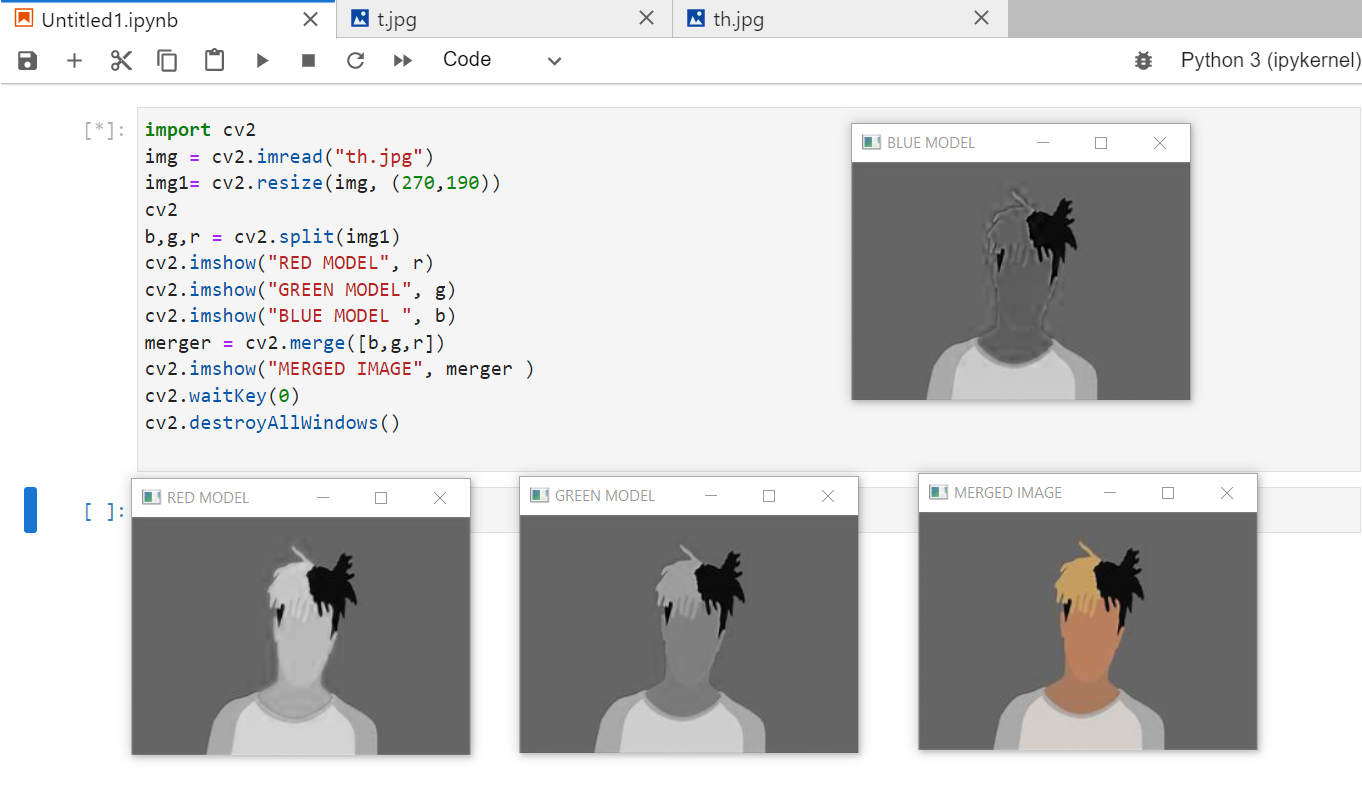 Untitled1.ipynb
t.jpg
th.jpg
Code
Python 3 (ipykernel)
[*]:
import cv2
img = cv2.imread("th.jpg")
img1= cv2.resize(img, (270,190))
cv2
b,g,r = cv2.split(img1)
cv2.imshow("RED MODEL", r)
cv2.imshow("GREEN MODEL", g)
cv2.imshow("BLUE MODEL ", b)
merger = cv2.merge([b,g,r])
cv2.imshow("MERGED IMAGE", merger )
cv2.waitKey(0)
cv2.destroyAllWindows()
BLUE MODEL
[ ]:
RED MODEL
GREEN MODEL
MERGED IMAGE